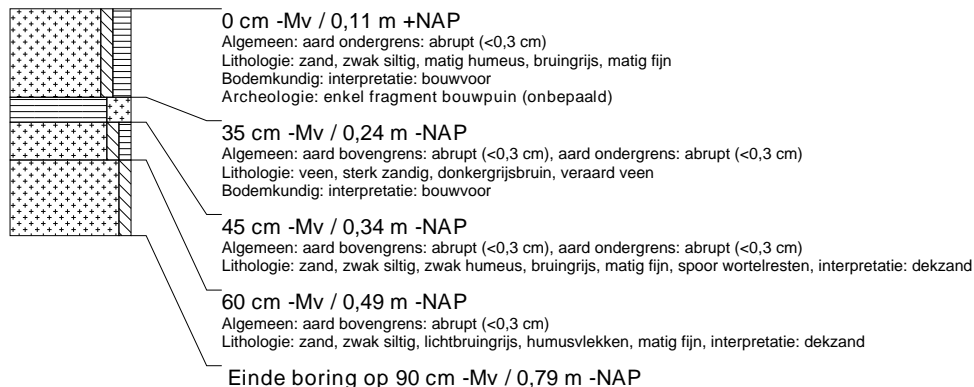 0 cm -Mv / 0,11 m +NAP
Algemeen: aard ondergrens: abrupt (<0,3 cm)
Lithologie: zand, zwak siltig, matig humeus, bruingrijs, matig fijn
Bodemkundig: interpretatie: bouwvoor
Archeologie: enkel fragment bouwpuin (onbepaald)
35 cm -Mv / 0,24 m -NAP
Algemeen: aard bovengrens: abrupt (<0,3 cm), aard ondergrens: abrupt (<0,3 cm)
Lithologie: veen, sterk zandig, donkergrijsbruin, veraard veen
Bodemkundig: interpretatie: bouwvoor
45 cm -Mv / 0,34 m -NAP
Algemeen: aard bovengrens: abrupt (<0,3 cm), aard ondergrens: abrupt (<0,3 cm)
Lithologie: zand, zwak siltig, zwak humeus, bruingrijs, matig fijn, spoor wortelresten, interpretatie: dekzand
60 cm -Mv / 0,49 m -NAP
Algemeen: aard bovengrens: abrupt (<0,3 cm)
Lithologie: zand, zwak siltig, lichtbruingrijs, humusvlekken, matig fijn, interpretatie: dekzand
Einde boring op 90 cm -Mv / 0,79 m -NAP